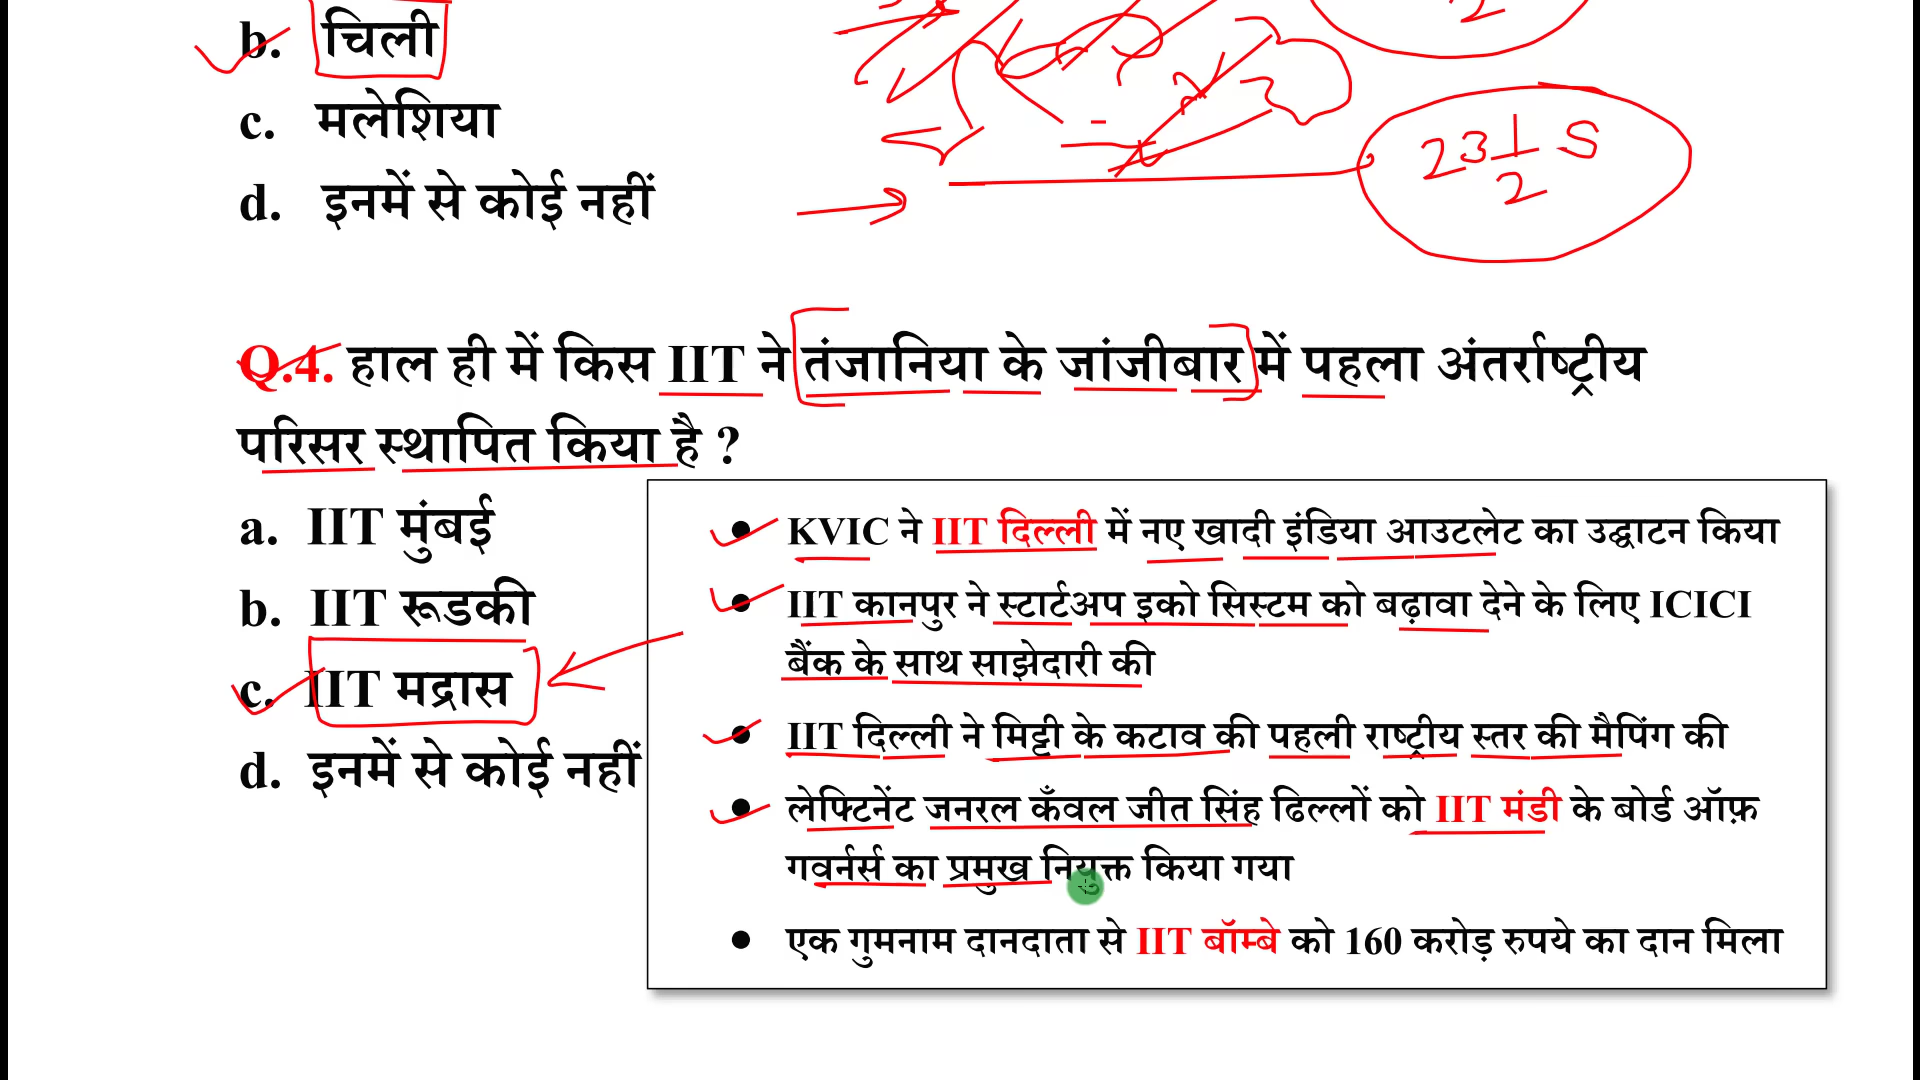 b. चिली
c. मलेशिया
d. इनमें से कोई नहीं
23 1/2 S
Q.4. हाल ही में किस IIT ने तंजानिया के जांजीबार में पहला अंतर्राष्ट्रीय
परिसर स्थापित किया है ?
a. IIT मुंबई
b. IIT रूडकी
c. IIT मद्रास
d. इनमें से कोई नहीं
• KVIC ने IIT दिल्ली में नए खादी इंडिया आउटलेट का उद्घाटन किया
• IIT कानपुर ने स्टार्टअप इको सिस्टम को बढ़ावा देने के लिए ICICI
बैंक के साथ साझेदारी की
• IIT दिल्ली ने मिट्टी के कटाव की पहली राष्ट्रीय स्तर की मैपिंग की
• लेफ्टिनेंट जनरल कँवल जीत सिंह ढिल्लों को IIT मंडी के बोर्ड ऑफ़
गवर्नर्स का प्रमुख नियुक्त किया गया
• एक गुमनाम दानदाता से IIT बॉम्बे को 160 करोड़ रुपये का दान मिला